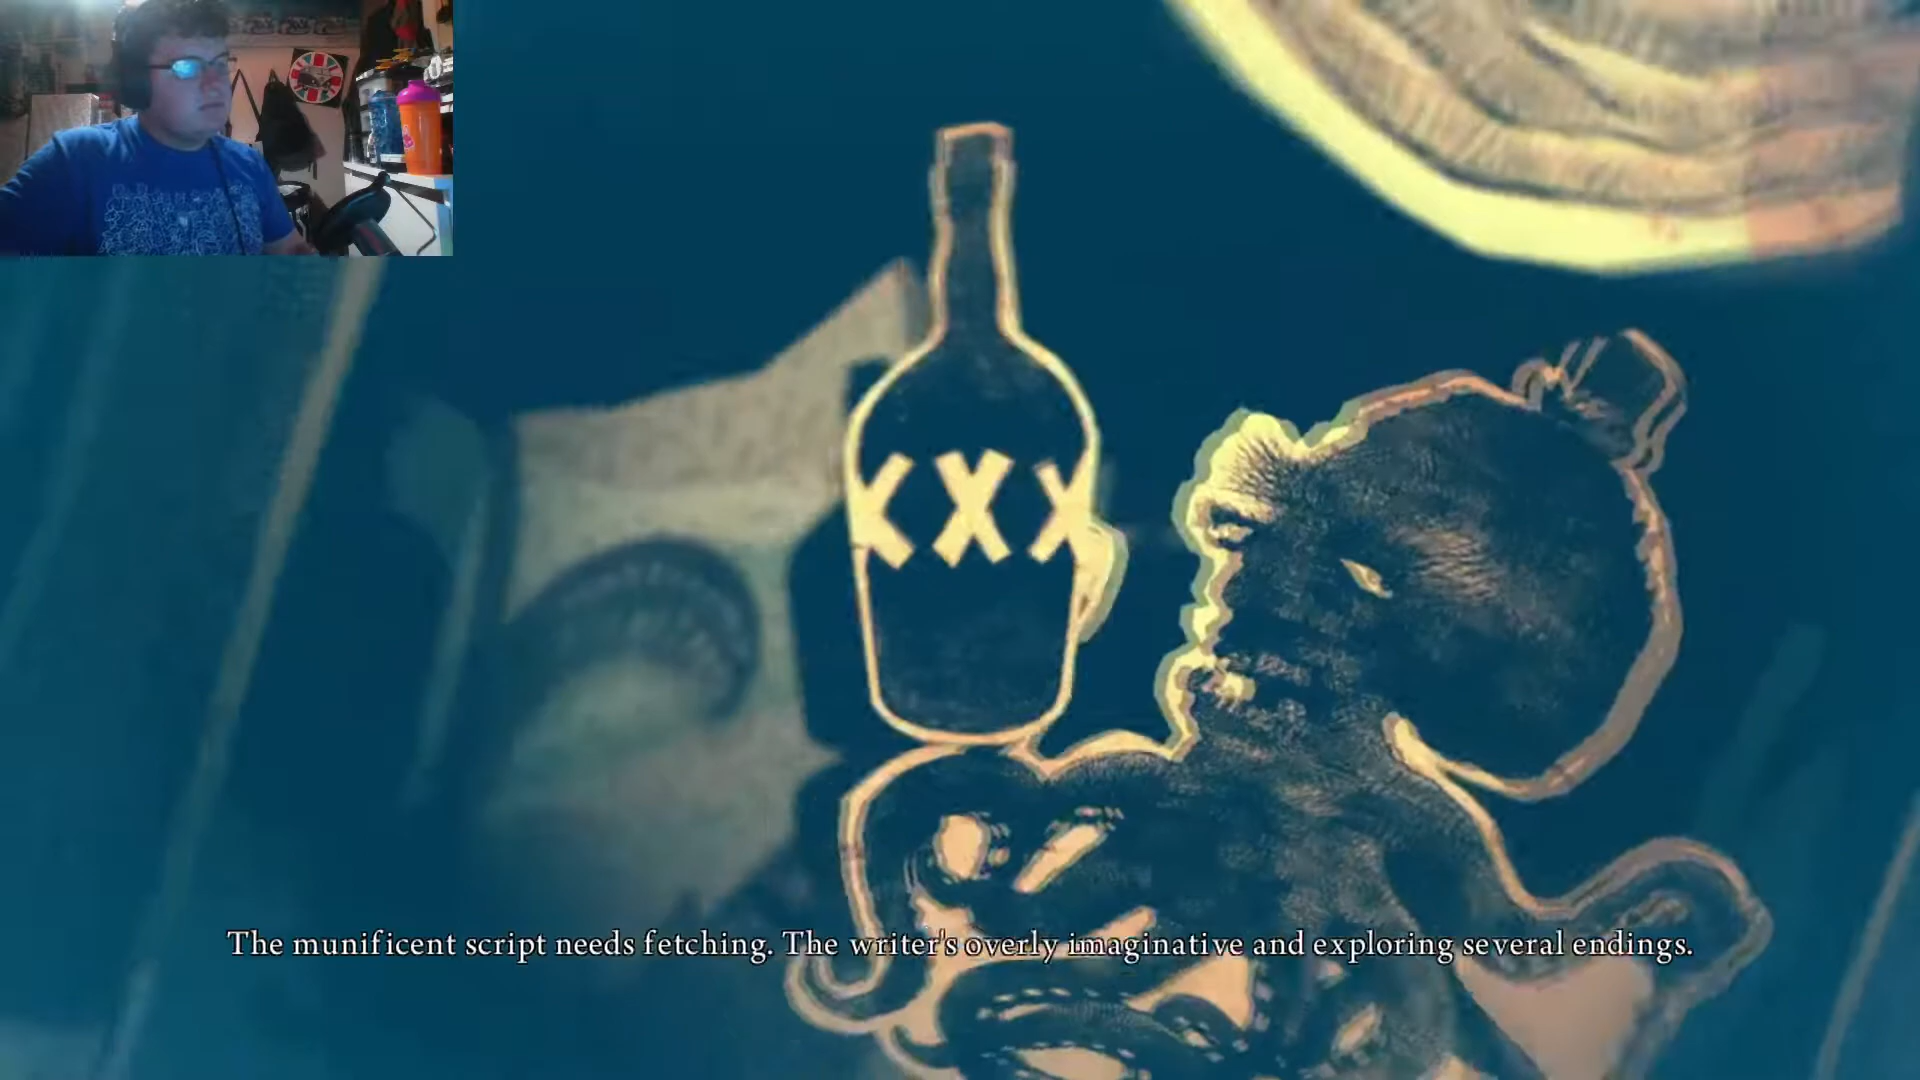 XXX
The munificent script needs fetching. The writer's overly imaginative and exploring several endings.